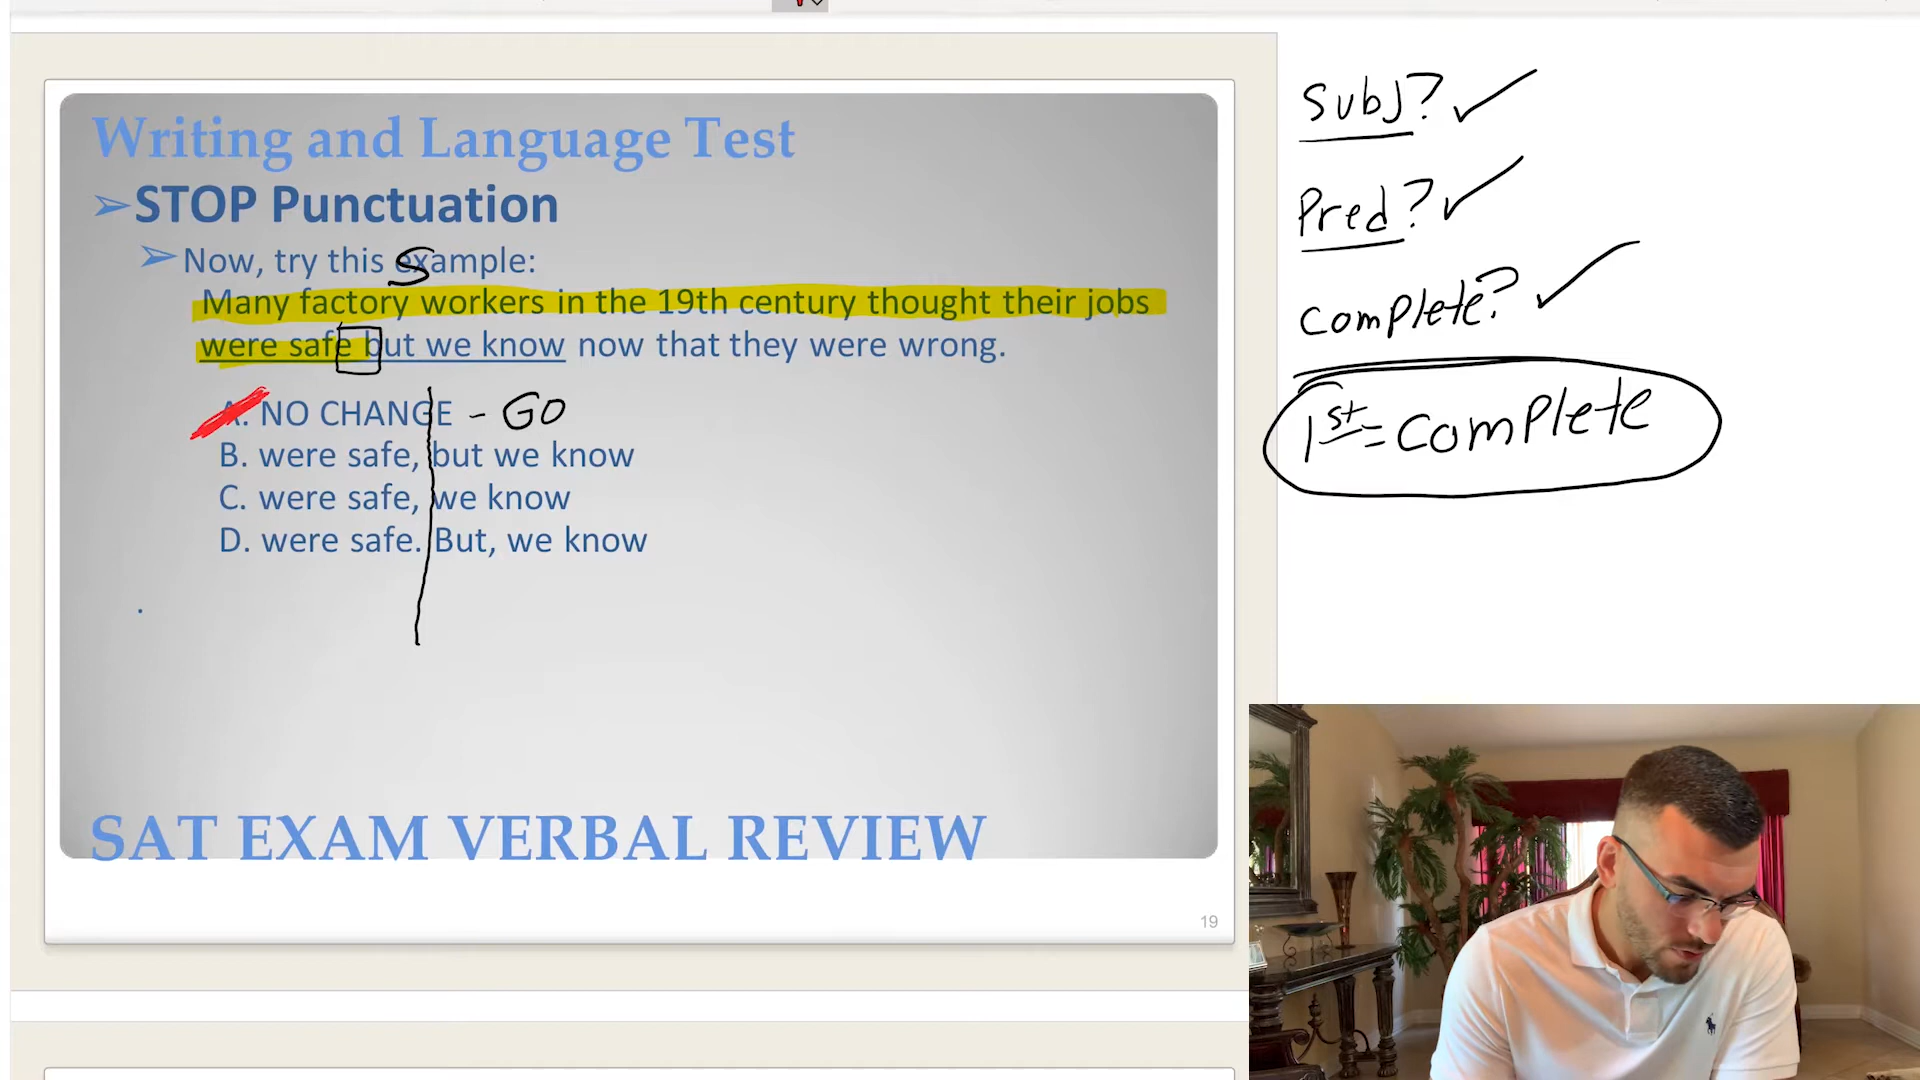 Writing and Language Test
➢STOP Punctuation
➢Now, try this example:
S
Many factory workers in the 19th century thought their jobs
were safe but we know now that they were wrong.
A. NO CHANGE - GO
B. were safe, but we know
C. were safe, we know
D. were safe. But, we know
.
SAT EXAM VERBAL REVIEW
19
Subj? ✓
Pred? ✓
Complete? ✓
1st = Complete